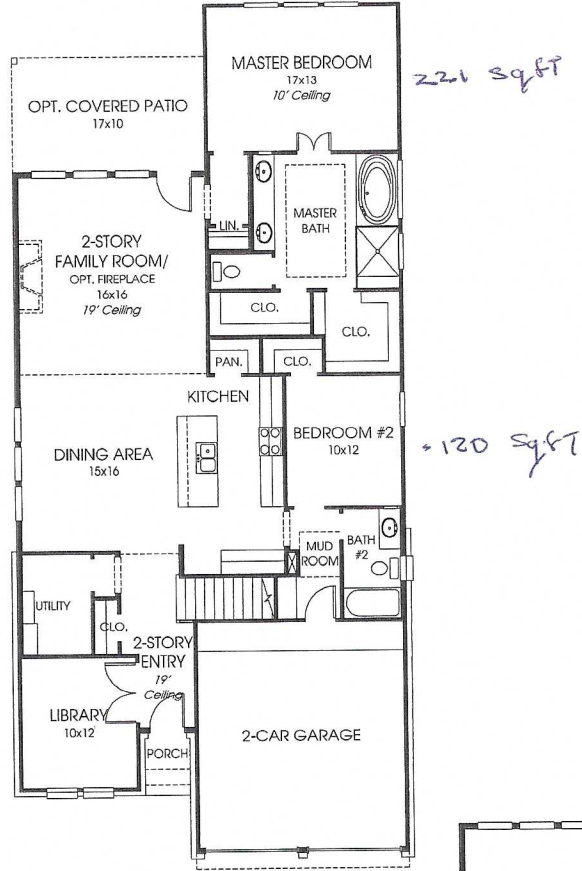 MASTER BEDROOM
17x13
10' Ceiling
221 SqfT
OPT. COVERED PATIO
17x10
2-STORY
FAMILY ROOM/
OPT. FIREPLACE
16x16
19' Ceiling
LIN.
MASTER
BATH
CLO.
CLO.
PAN.
CLO.
KITCHEN
DINING AREA
15x16
BEDROOM #2
10x12
120 SqfT
MUD
ROOM
BATH
#2
UTILITY
CLO.
2-STORY
ENTRY
19'
Ceiling
LIBRARY
10x12
PORCH
2-CAR GARAGE